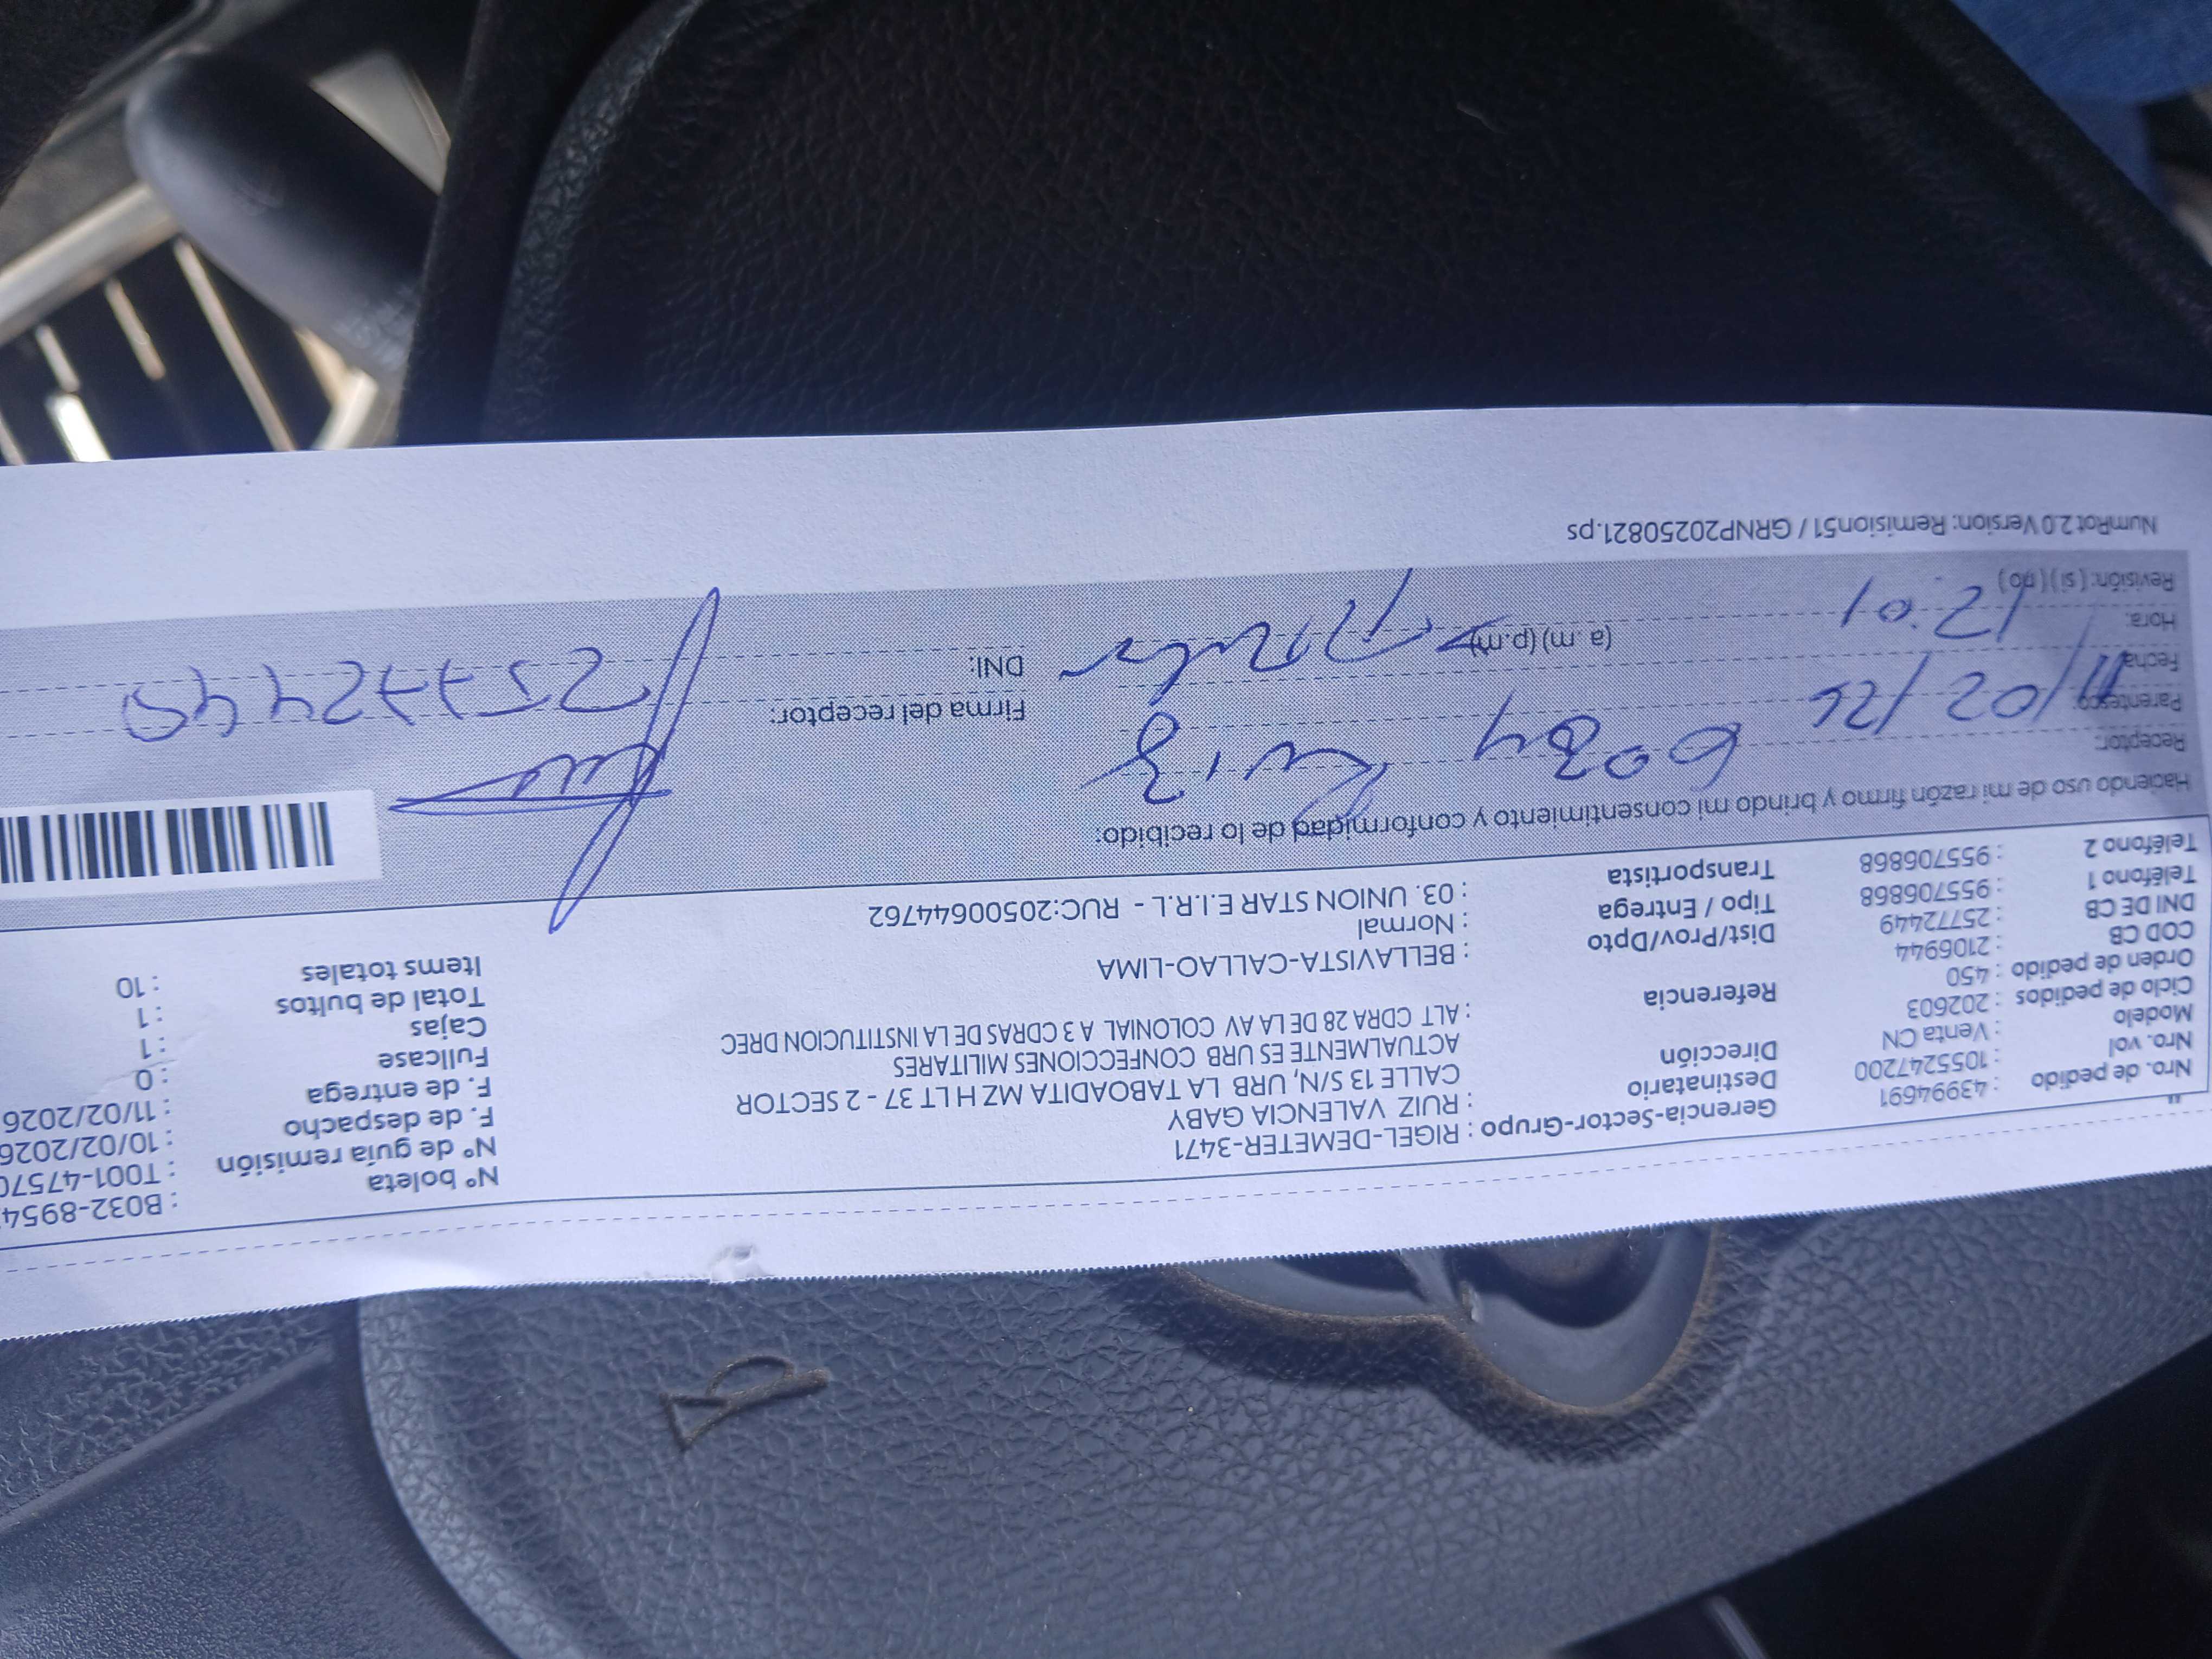 Nro. de pedido : 43994691
Nro. vol : 1055247200
Modelo : Venta CN
Ciclo de pedidos : 202603
Orden de pedido : 450
COD CB : 2106944
DNI DE CB : 25772449
Teléfono 1 : 955706868
Teléfono 2 : 955706868
Gerencia-Sector-Grupo : RIGEL-DEMETER-3471
Destinatario : RUIZ VALENCIA GABY
Dirección CALLE 13 S/N, URB LA TABOADITA MZ H LT 37 - 2 SECTOR
ACTUALMENTE ES URB CONFECCIONES MILITARES
Referencia : ALT CDRA 28 DE LA AV COLONIAL A 3 CDRAS DE LA INSTITUCION DREC
Dist/Prov/Dpto : BELLAVISTA-CALLAO-LIMA
Tipo / Entrega : Normal
Transportista : 03. UNION STAR E.I.R.L - RUC:20500644762
Nº boleta : B032-8954
Nº de guía remisión : T001-4757
F. de despacho : 10/02/2026
F. de entrega : 11/02/2026
Fullcase : 0
Cajas : 1
Total de bultos : 1
Items totales : 10
Haciendo uso de mi razón firmo y brindo mi consentimiento y conformidad de lo recibido:
Receptor: Gaby Ruiz
Parentesco:
Fecha: 11/02/26
Hora: 12:01 (a. m) (p.m)
Revisión: (si) (no)
Firma del receptor:
DNI: 25772449
NumRot 2.0 Version: Remision51 / GRNP20250821.ps